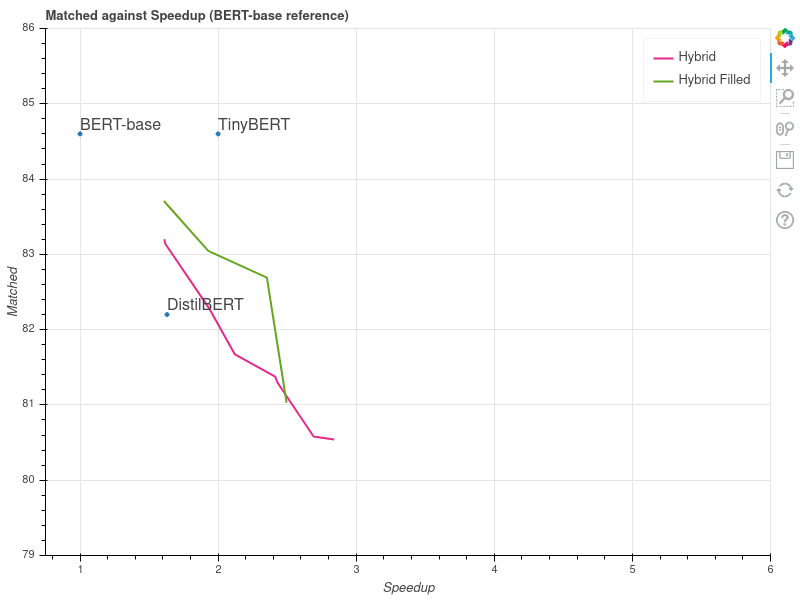 Matched against Speedup (BERT-base reference)
86
85
84
83
82
81
80
79
Matched
BERT-base
TinyBERT
DistilBERT
Hybrid
Hybrid Filled
1
2
3
4
5
6
Speedup